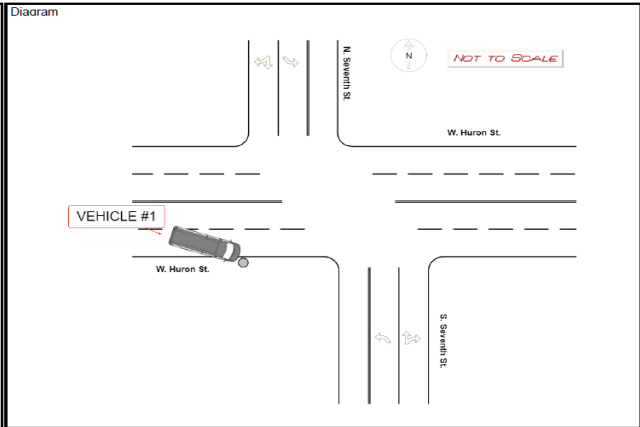 Diagram
N
NOT TO SCALE
N. Seventh St.
W. Huron St.
VEHICLE #1
W. Huron St.
S. Seventh St.